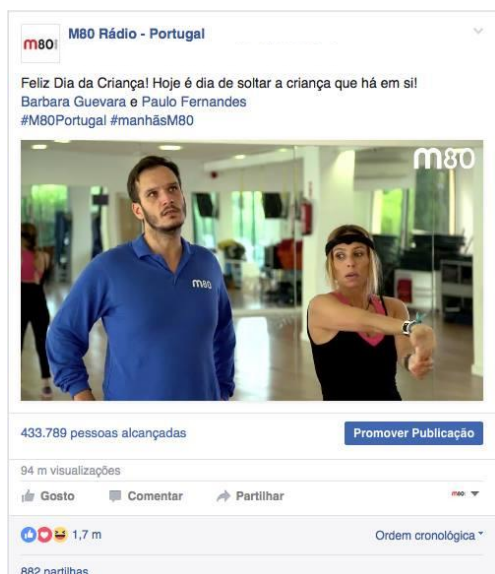 m80
M80 Rádio - Portugal
Feliz Dia da Criança! Hoje é dia de soltar a criança que há em si!
Barbara Guevara e Paulo Fernandes
#M80Portugal #manhãsM80
m80
m80
433.789 pessoas alcançadas
Promover Publicação
94 m visualizações
Gosto Comentar Partilhar m80
1,7 m Ordem cronológica
882 partilhas